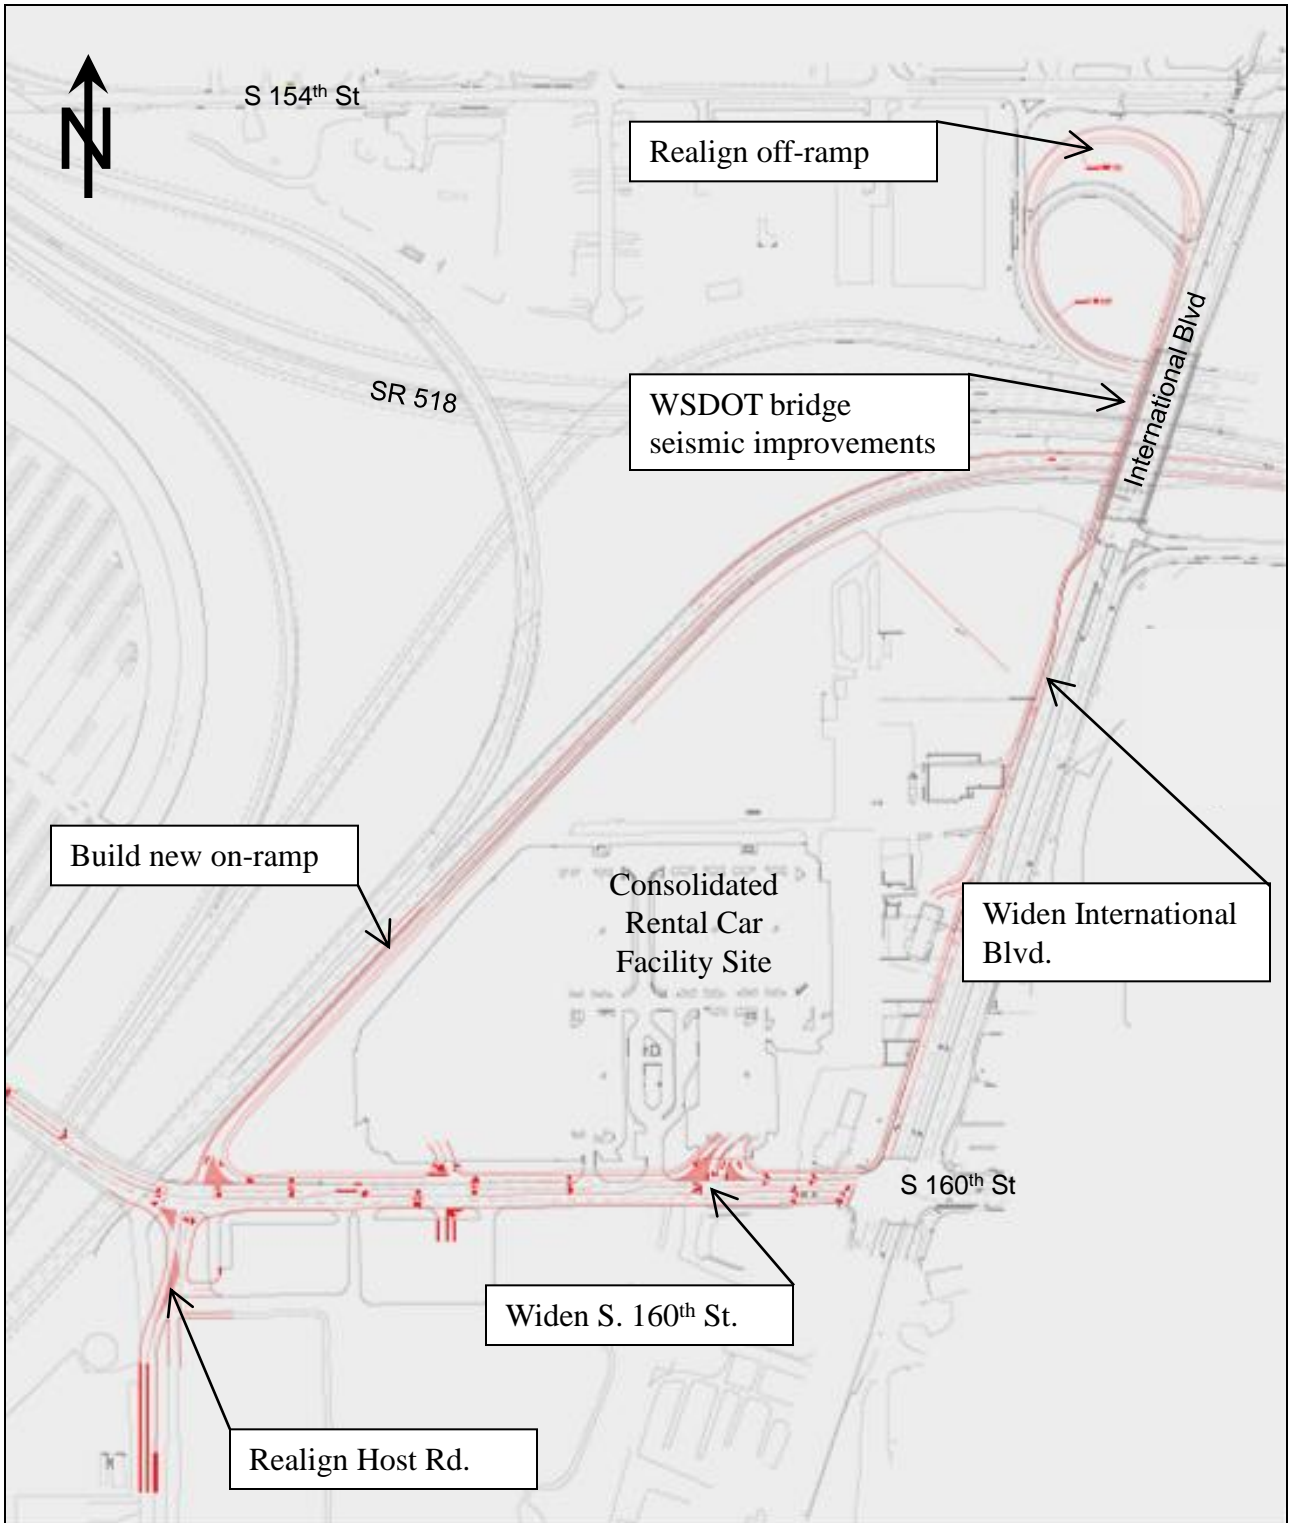 N
S 154th St
Realign off-ramp
International Blvd
SR 518
WSDOT bridge
seismic improvements
Build new on-ramp
Consolidated
Rental Car
Facility Site
Widen International
Blvd.
S 160th St
Widen S. 160th St.
Realign Host Rd.